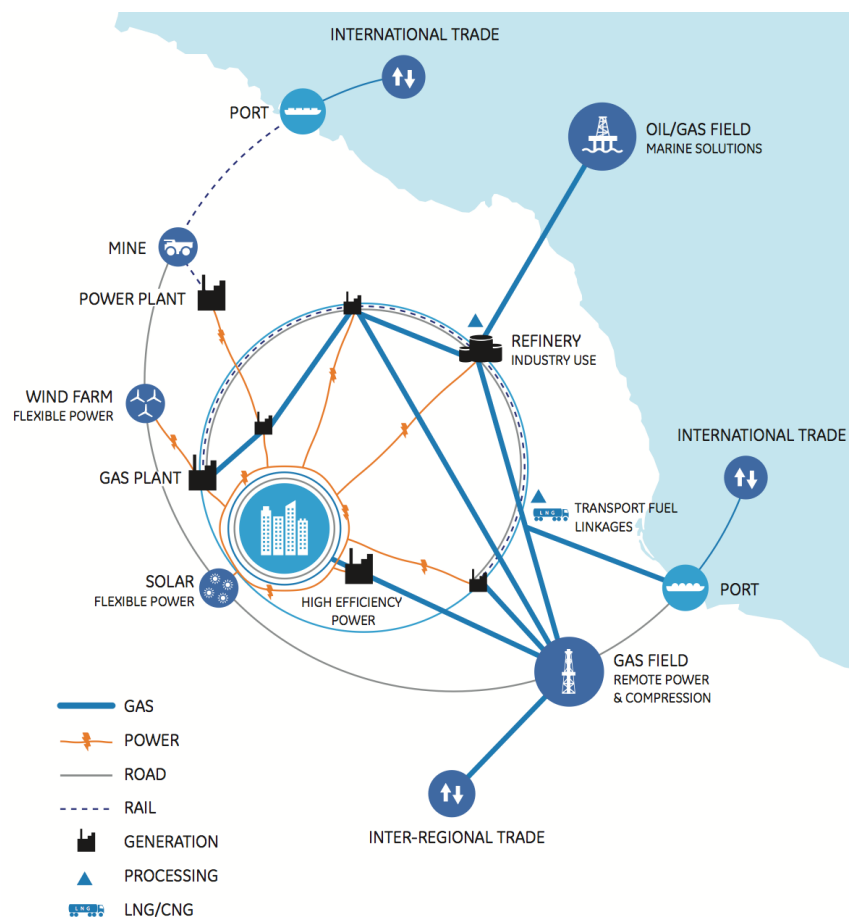 INTERNATIONAL TRADE
PORT
OIL/GAS FIELD
MARINE SOLUTIONS
MINE
POWER PLANT
REFINERY
INDUSTRY USE
WIND FARM
FLEXIBLE POWER
INTERNATIONAL TRADE
GAS PLANT
LNG
TRANSPORT FUEL
LINKAGES
SOLAR
FLEXIBLE POWER
HIGH EFFICIENCY
POWER
PORT
GAS FIELD
REMOTE POWER
& COMPRESSION
GAS
POWER
ROAD
RAIL
GENERATION
PROCESSING
LNG
LNG/CNG
INTER-REGIONAL TRADE